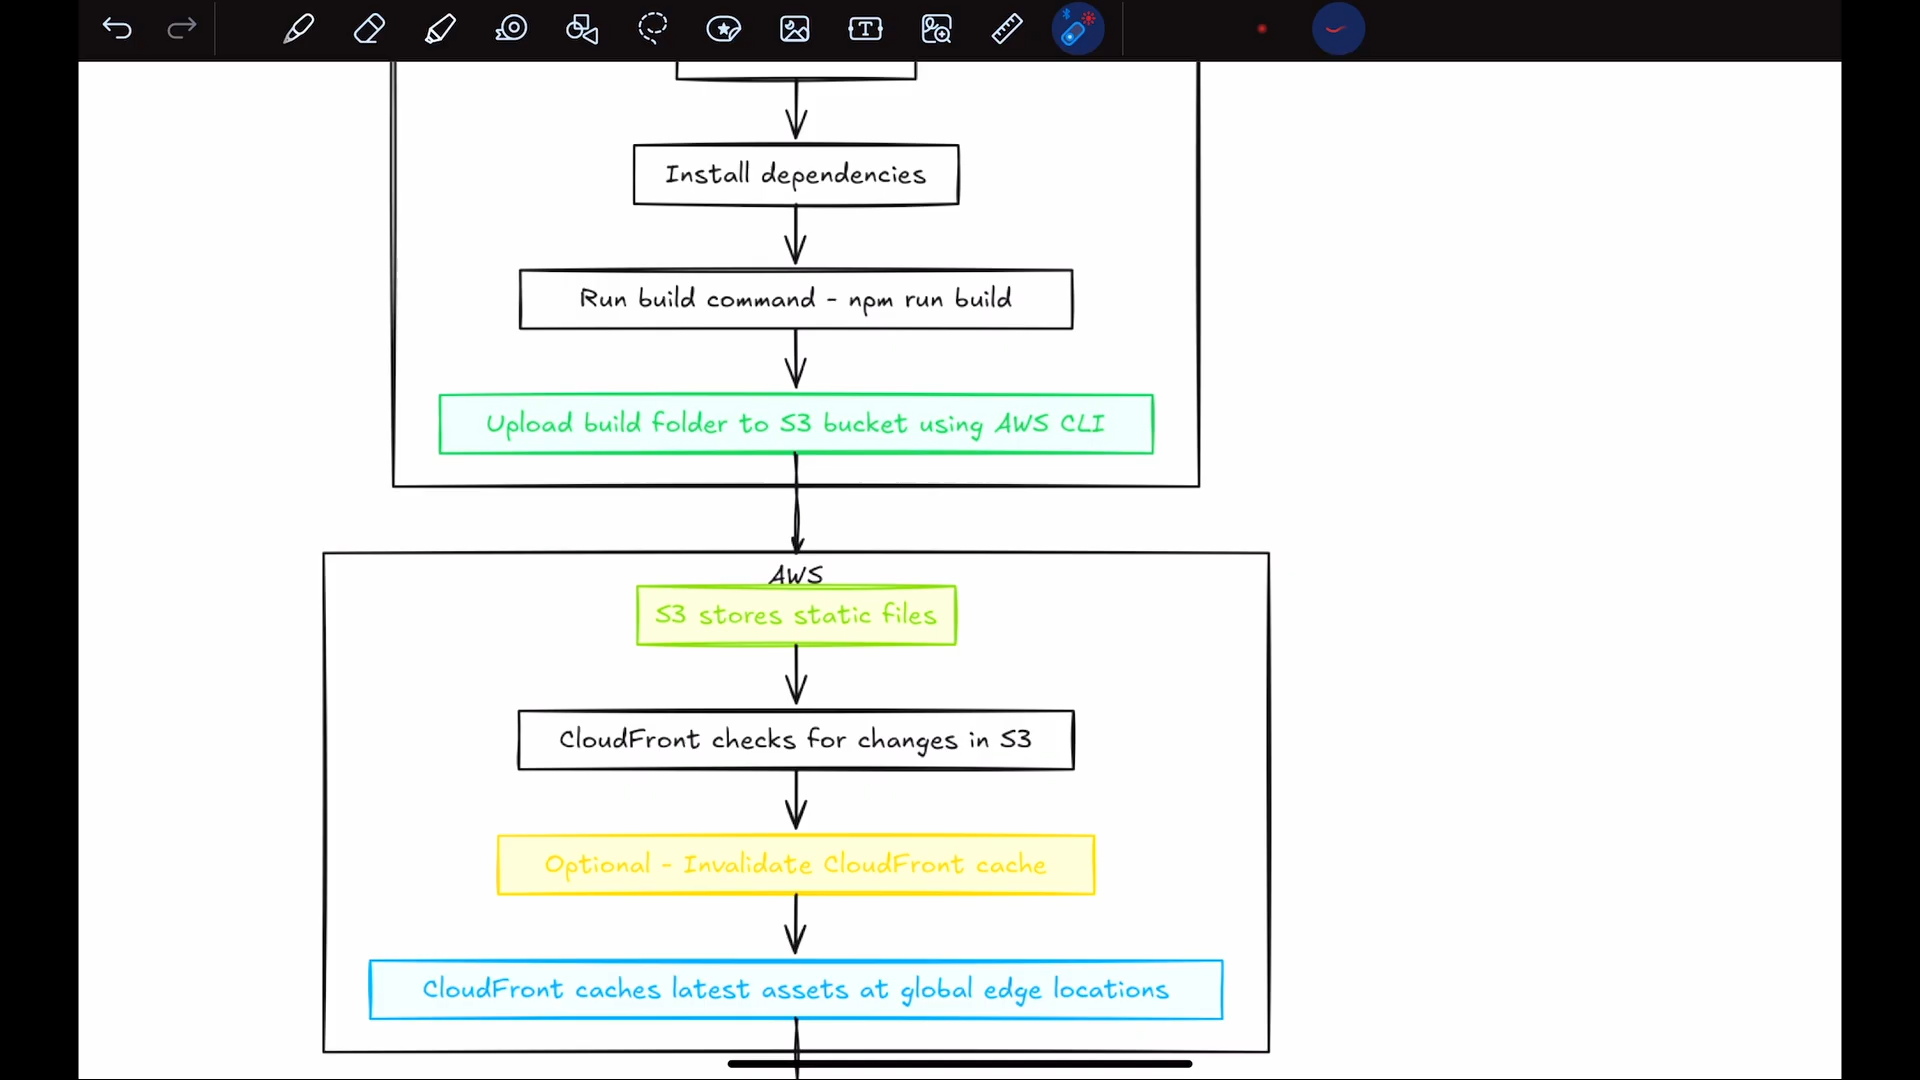 Install dependencies
Run build command - npm run build
Upload build folder to S3 bucket using AWS CLI
AWS
S3 stores static files
CloudFront checks for changes in S3
Optional - Invalidate CloudFront cache
CloudFront caches latest assets at global edge locations